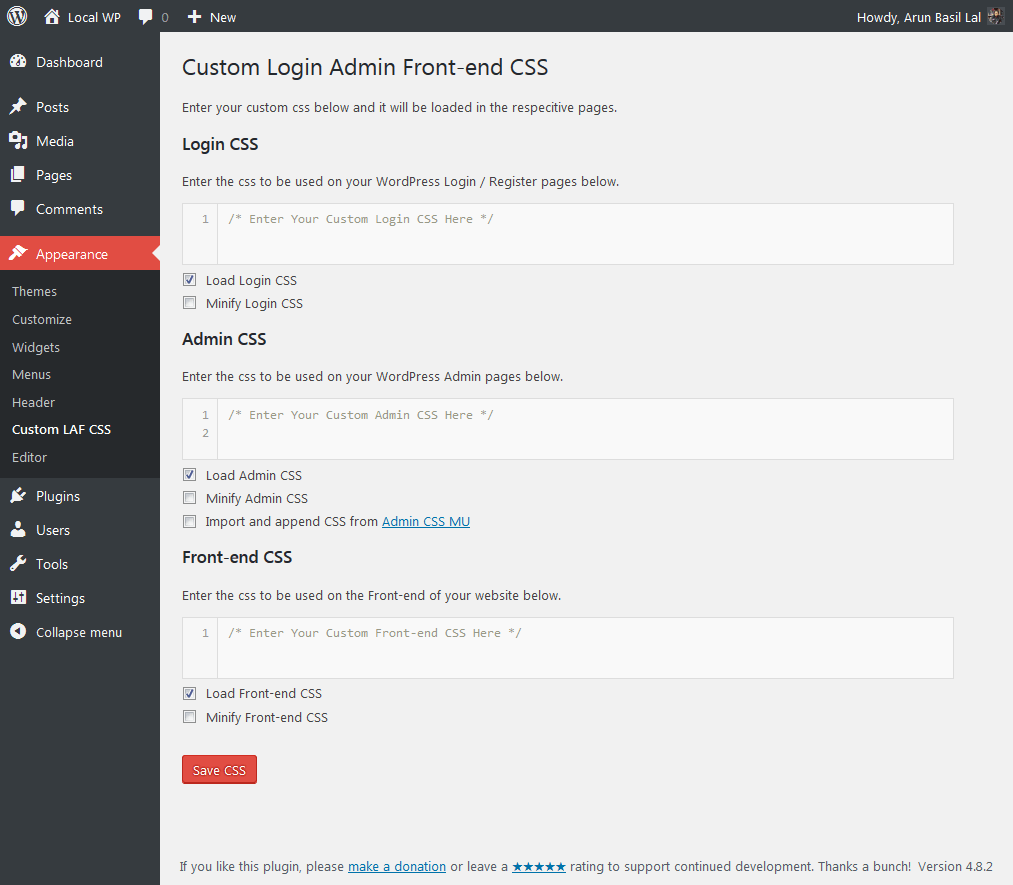 Local WP 0 New Howdy, Arun Basil Lal
Dashboard
Posts
Media
Pages
Comments
Appearance
Themes
Customize
Widgets
Menus
Header
Custom LAF CSS
Editor
Plugins
Users
Tools
Settings
Collapse menu
Custom Login Admin Front-end CSS
Enter your custom css below and it will be loaded in the respecitive pages.
Login CSS
Enter the css to be used on your WordPress Login / Register pages below.
1 /* Enter Your Custom Login CSS Here */
Load Login CSS
Minify Login CSS
Admin CSS
Enter the css to be used on your WordPress Admin pages below.
1 /* Enter Your Custom Admin CSS Here */
2
Load Admin CSS
Minify Admin CSS
Import and append CSS from Admin CSS MU
Front-end CSS
Enter the css to be used on the Front-end of your website below.
1 /* Enter Your Custom Front-end CSS Here */
Load Front-end CSS
Minify Front-end CSS
Save CSS
If you like this plugin, please make a donation or leave a ★★★★★ rating to support continued development. Thanks a bunch! Version 4.8.2